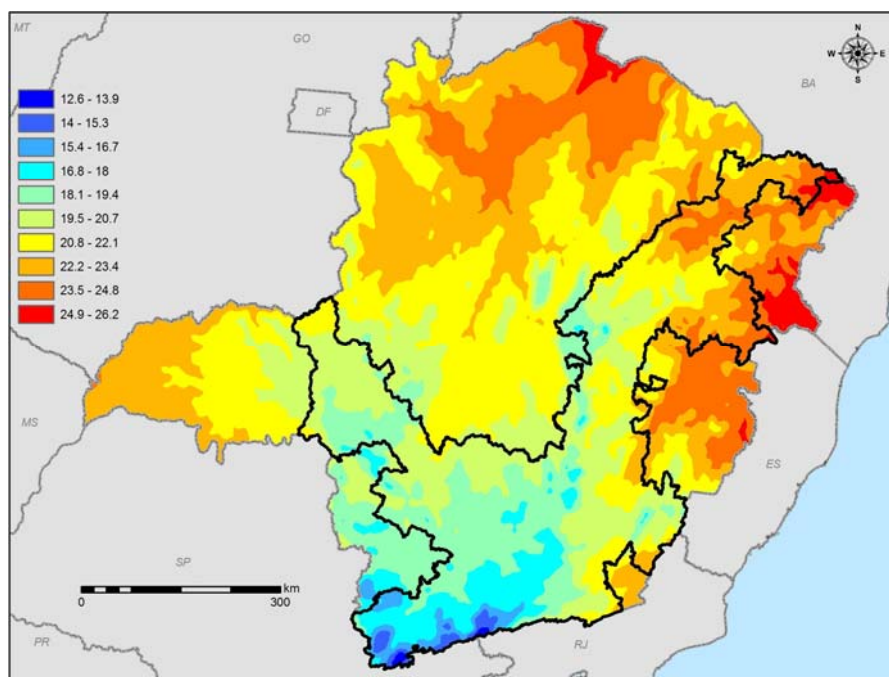 MT
GO
N
W E
S
BA
DF
12.6 - 13.9
14 - 15.3
15.4 - 16.7
16.8 - 18
18.1 - 19.4
19.5 - 20.7
20.8 - 22.1
22.2 - 23.4
23.5 - 24.8
24.9 - 26.2
MS
ES
SP
km
0 300
PR
RJ